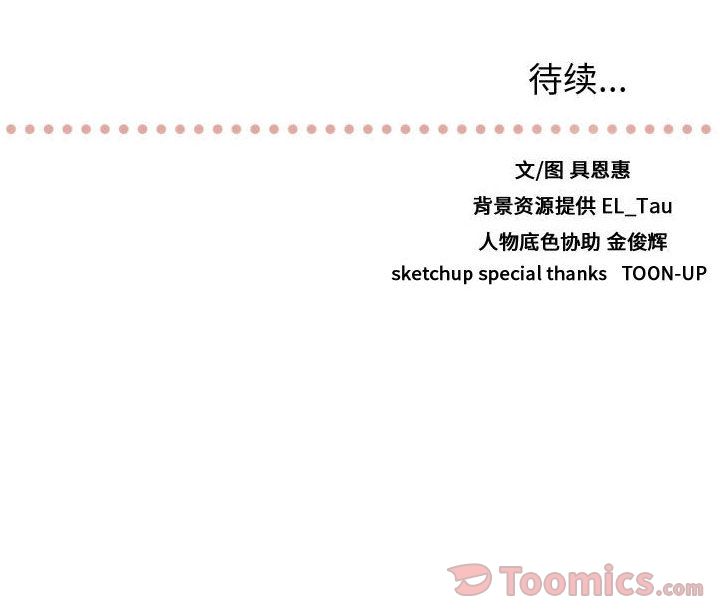 待续...
文/图 具恩惠
背景资源提供 EL_Tau
人物底色协助 金俊辉
sketchup special thanks TOON-UP
Toomics.com